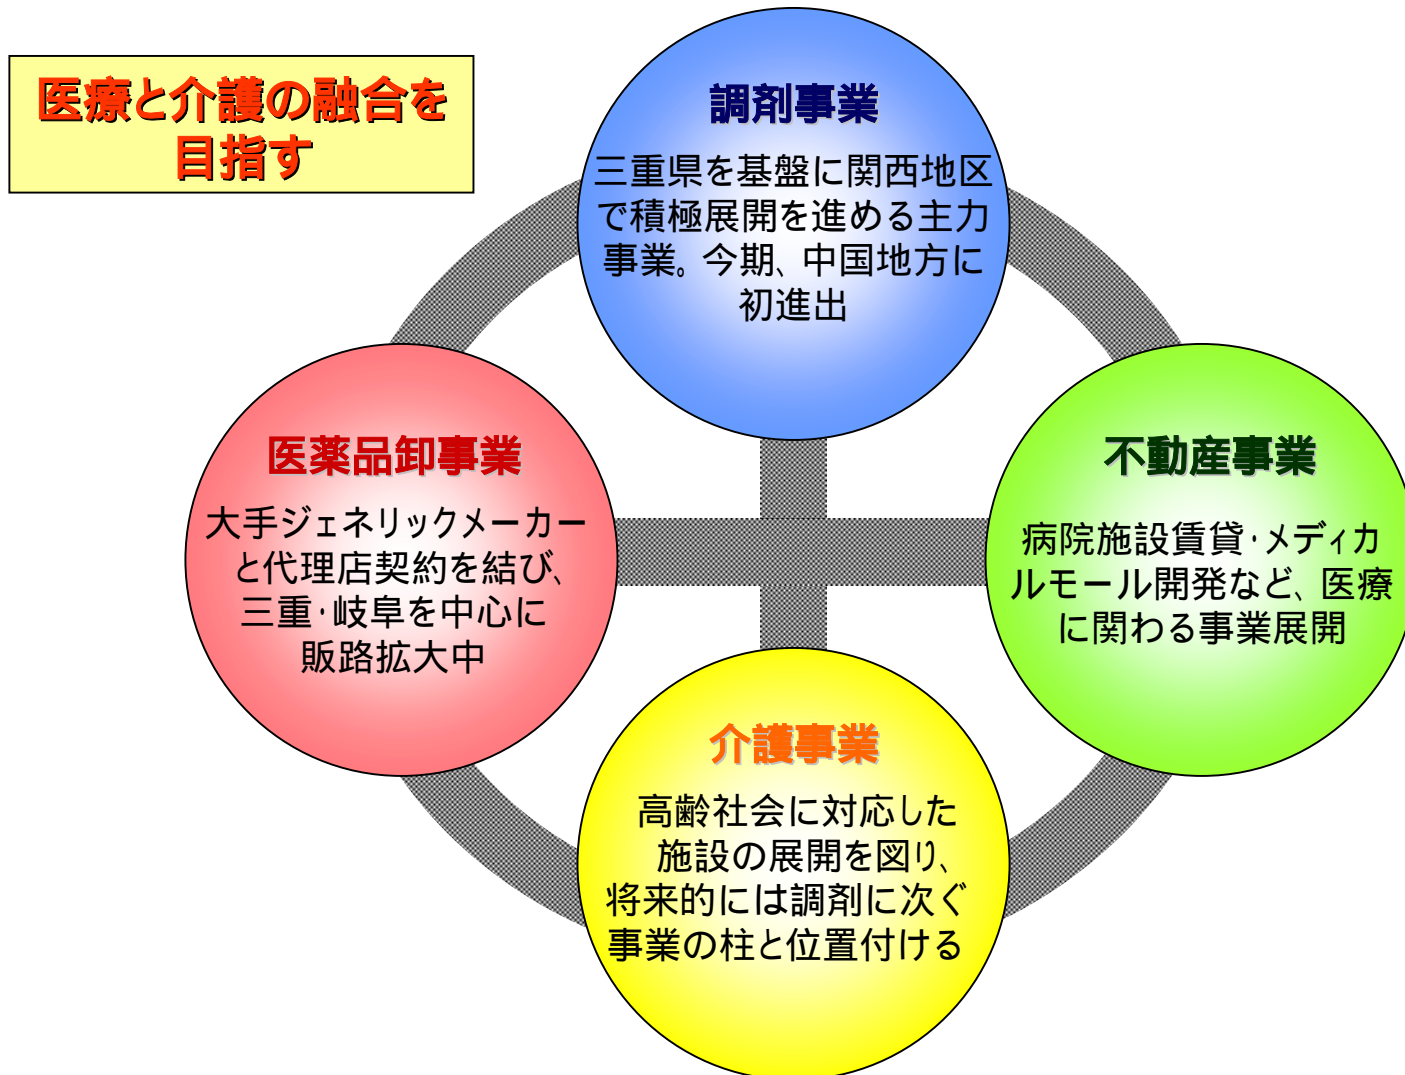 医療と介護の融合を
目指す
調剤事業
三重県を基盤に関西地区
で積極展開を進める主力
事業。今期、中国地方に
初進出
医薬品卸事業
大手ジェネリックメーカー
と代理店契約を結び、
三重・岐阜を中心に
販路拡大中
不動産事業
病院施設賃貸・メディカ
ルモール開発など、医療
に関わる事業展開
介護事業
高齢社会に対応した
施設の展開を図り、
将来的には調剤に次ぐ
事業の柱と位置付ける